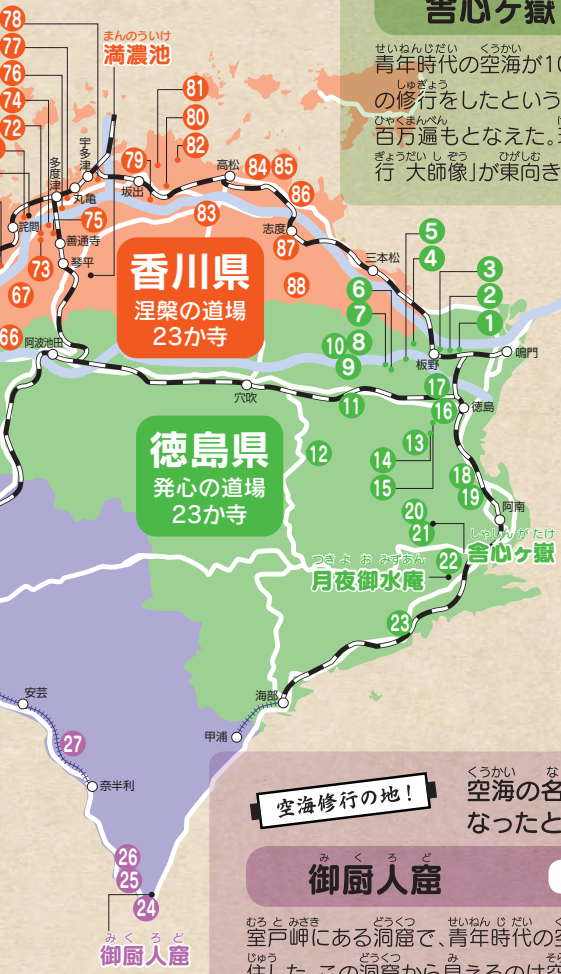 舎心ヶ嶽
せいねんじだい くうかい
青年時代の空海が10
しゅぎょう
の修行をしたという
ひゃくまんべん
百万遍もとなえた。
ぎょうだいしぞう ひがしむ
行 大師像」が東向き
78
77
76
74
72
まんのういけ
満濃池
81
80
82
79
宇多津
多度津
丸亀
坂出
高松
84
85
86
83
志度
87
88
詫間
75
善通寺
73
琴平
67
66
香川県
涅槃の道場
23か寺
三本松
5
4
3
2
1
6
7
10
8
9
板野
鳴門
阿波池田
穴吹
11
17
16
徳島
徳島県
発心の道場
23か寺
12
13
14
15
18
19
阿南
20
21
しゃしんがたけ
舎心ヶ嶽
つきよおみずあん
月夜御水庵
22
23
海部
甲浦
安芸
27
奈半利
26
25
24
みくろど
御厨人窟
空海修行の地!
くうかい な
空海の名
なったと
みくろど
御厨人窟
むろとみさき どうくつ せいねんじだい く
室戸岬にある洞窟で、青年時代の空
じゅう どうくつ み そら
住した。この洞窟から見えるのは空